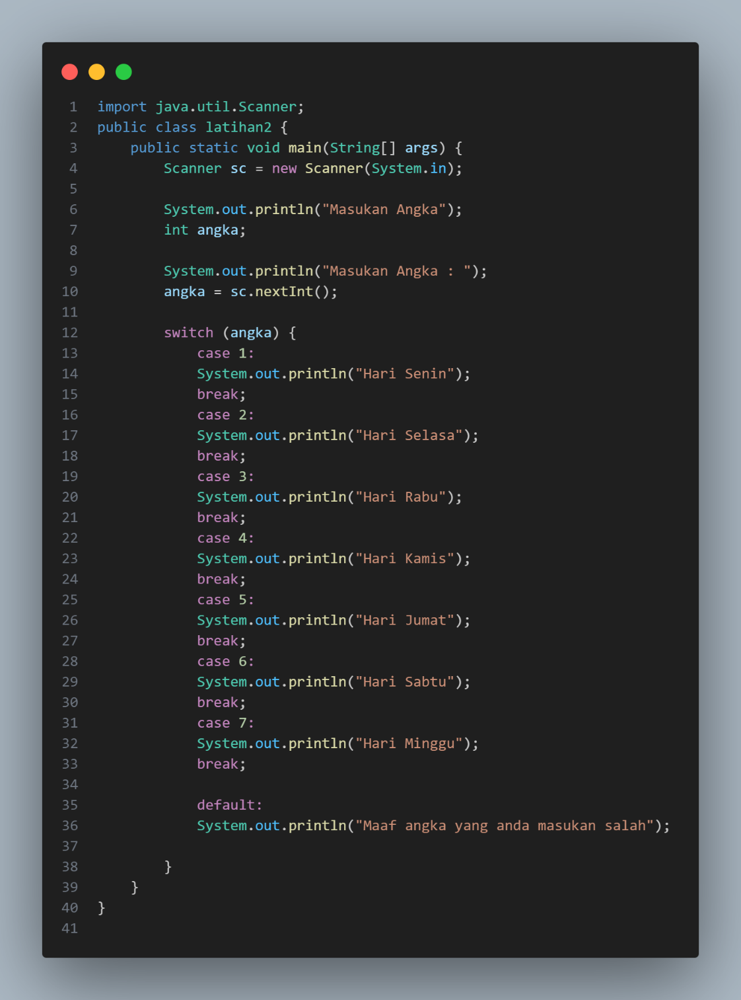 1 import java.util.Scanner;
2 public class latihan2 {
3     public static void main(String[] args) {
4         Scanner sc = new Scanner(System.in);
5
6         System.out.println("Masukan Angka");
7         int angka;
8
9         System.out.println("Masukan Angka : ");
10         angka = sc.nextInt();
11
12         switch (angka) {
13             case 1:
14             System.out.println("Hari Senin");
15             break;
16             case 2:
17             System.out.println("Hari Selasa");
18             break;
19             case 3:
20             System.out.println("Hari Rabu");
21             break;
22             case 4:
23             System.out.println("Hari Kamis");
24             break;
25             case 5:
26             System.out.println("Hari Jumat");
27             break;
28             case 6:
29             System.out.println("Hari Sabtu");
30             break;
31             case 7:
32             System.out.println("Hari Minggu");
33             break;
34
35             default:
36             System.out.println("Maaf angka yang anda masukan salah");
37
38         }
39     }
40 }
41